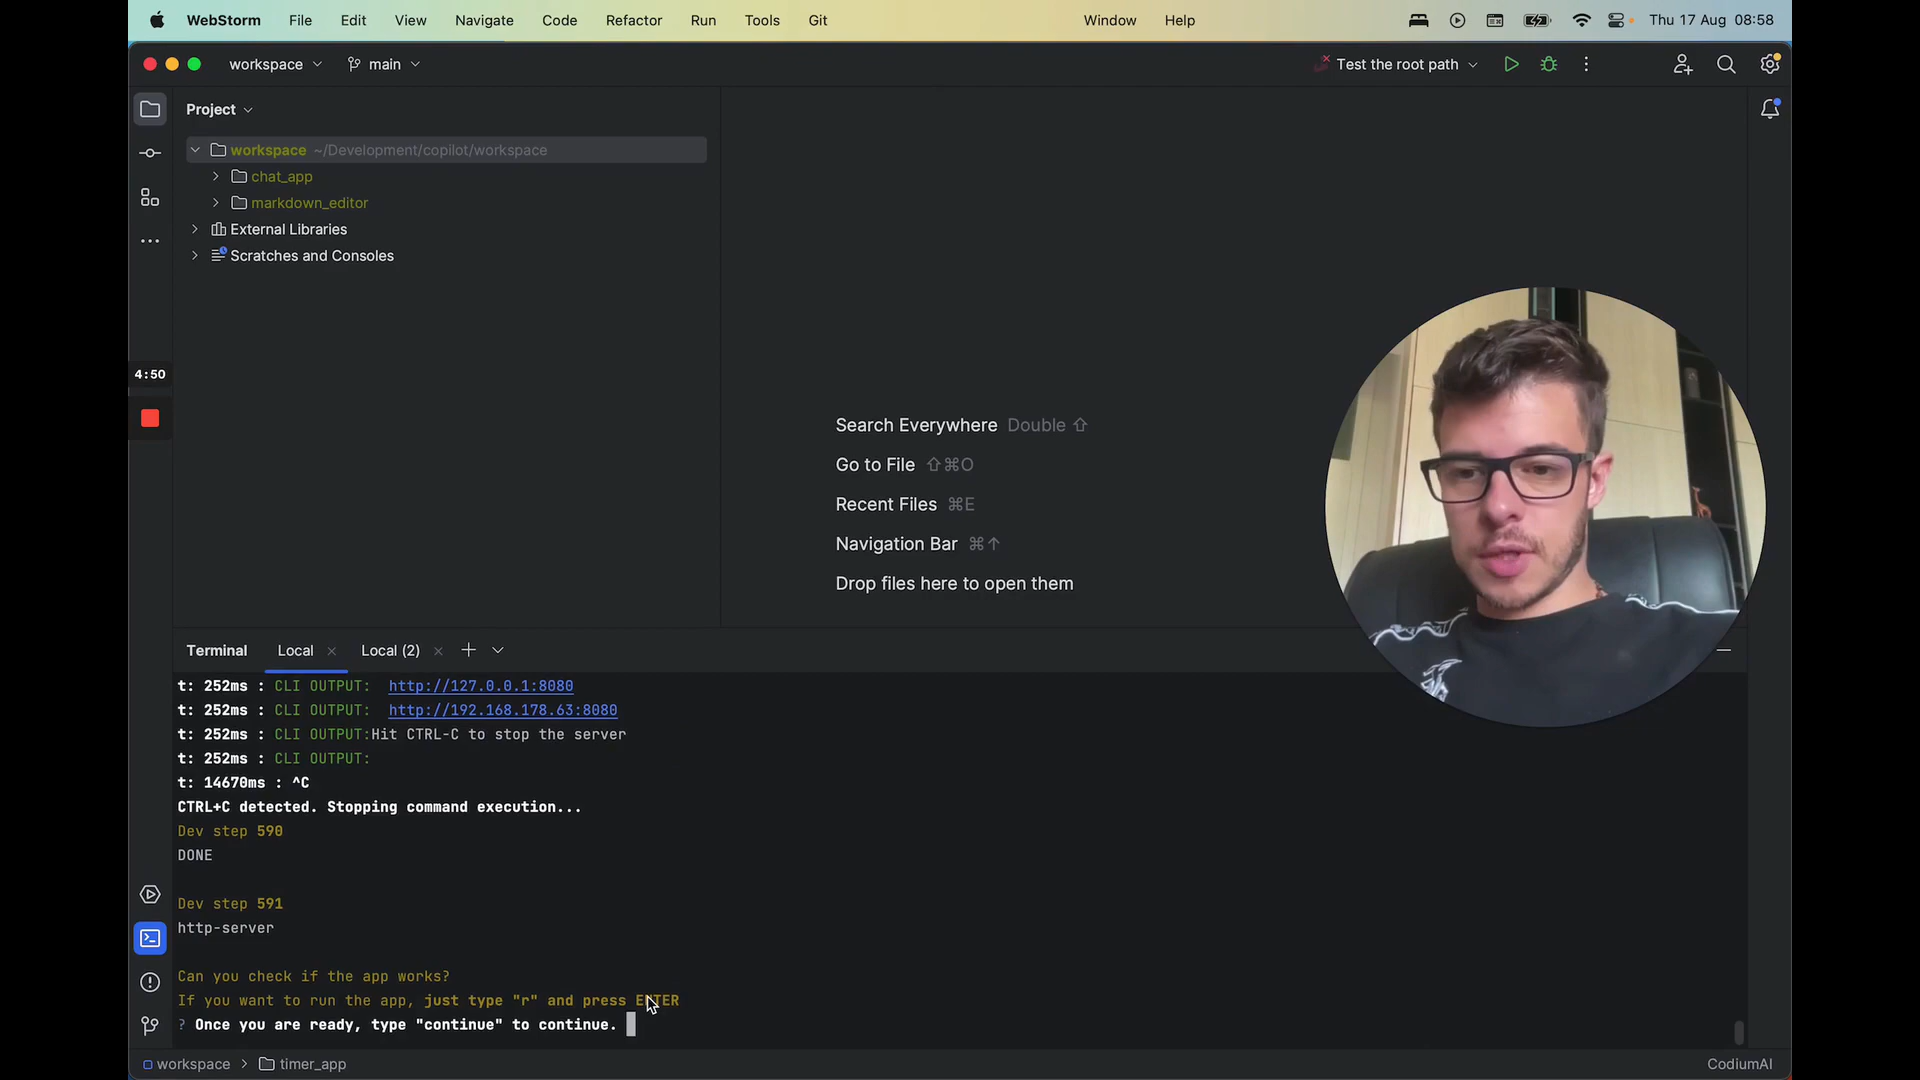 WebStorm File Edit View Navigate Code Refactor Run Tools Git Window Help Thu 17 Aug 08:58
workspace main Test the root path
Project
workspace ~/Development/copilot/workspace
chat_app
markdown_editor
External Libraries
Scratches and Consoles
4:50
Search Everywhere Double ⇧
Go to File ⇧⌘O
Recent Files ⌘E
Navigation Bar ⌘↑
Drop files here to open them
Terminal Local × Local (2) × +
t: 252ms : CLI OUTPUT: http://127.0.0.1:8080
t: 252ms : CLI OUTPUT: http://192.168.178.63:8080
t: 252ms : CLI OUTPUT:Hit CTRL-C to stop the server
t: 252ms : CLI OUTPUT:
t: 14670ms : ^C
CTRL+C detected. Stopping command execution...
Dev step 590
DONE
Dev step 591
http-server
Can you check if the app works?
If you want to run the app, just type "r" and press ENTER
? Once you are ready, type "continue" to continue.
workspace > timer_app CodiumAI